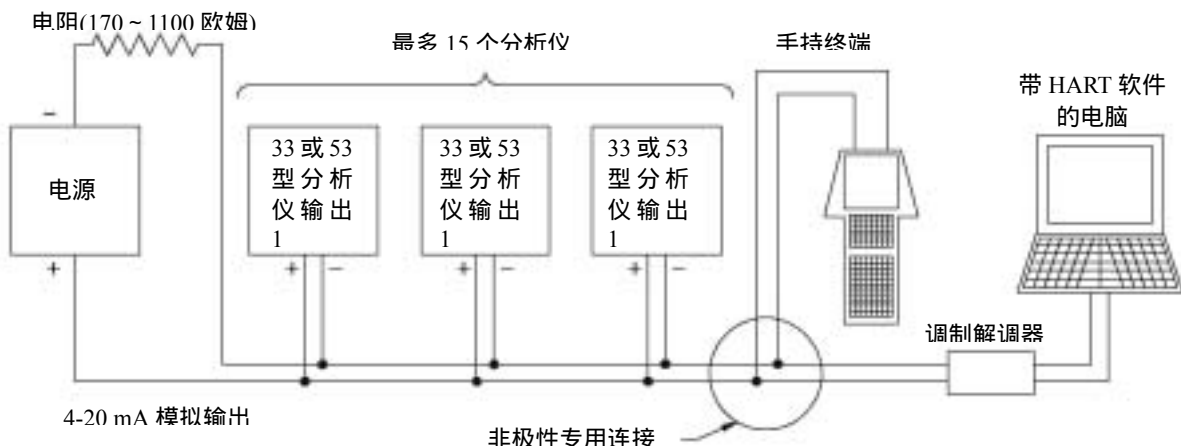 电阻(170 ~ 1100 欧姆)
最多 15 个分析仪
手持终端
带 HART 软件
的电脑
−
电源
+
33 或 53
型分析
仪输出
1
+ −
33 或 53
型分析
仪输出
1
+ −
33 或 53
型分析
仪输出
1
+ −
调制解调器
4-20 mA 模拟输出
非极性专用连接